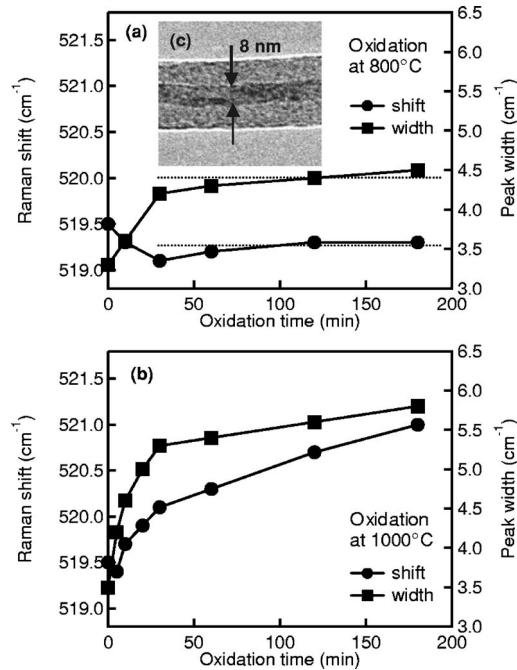 (a)
(c)
8 nm
Oxidation
at 800°C
shift
width
Raman shift (cm⁻¹)
521.5
521.0
520.5
520.0
519.5
519.0
Peak width (cm⁻¹)
6.5
6.0
5.5
5.0
4.5
4.0
3.5
3.0
0
50
100
150
200
Oxidation time (min)
(b)
Oxidation
at 1000°C
shift
width
Raman shift (cm⁻¹)
521.5
521.0
520.5
520.0
519.5
519.0
Peak width (cm⁻¹)
6.5
6.0
5.5
5.0
4.5
4.0
3.5
3.0
0
50
100
150
200
Oxidation time (min)